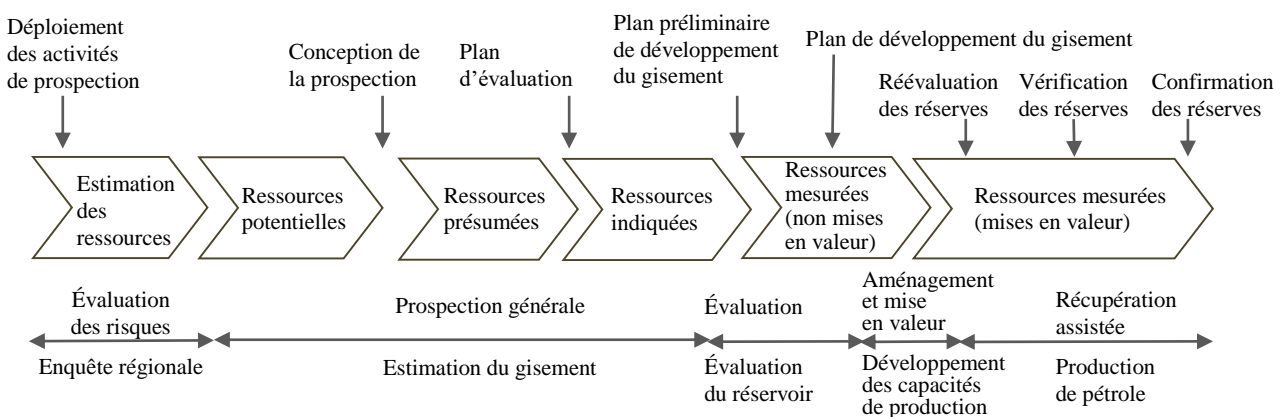 Déploiement
des activités
de prospection
Conception de
la prospection
Plan
d’évaluation
Plan préliminaire
de développement
du gisement
Plan de développement du gisement
Réévaluation
des réserves
Vérification
des réserves
Confirmation
des réserves
Estimation
des
ressources
Ressources
potentielles
Ressources
présumées
Ressources
indiquées
Ressources
mesurées
(non mises
en valeur)
Ressources mesurées
(mises en valeur)
Évaluation
des risques
Prospection générale
Évaluation
Aménagement
et mise
en valeur
Récupération
assistée
Enquête régionale
Estimation du gisement
Évaluation
du réservoir
Développement
des capacités
de production
Production
de pétrole